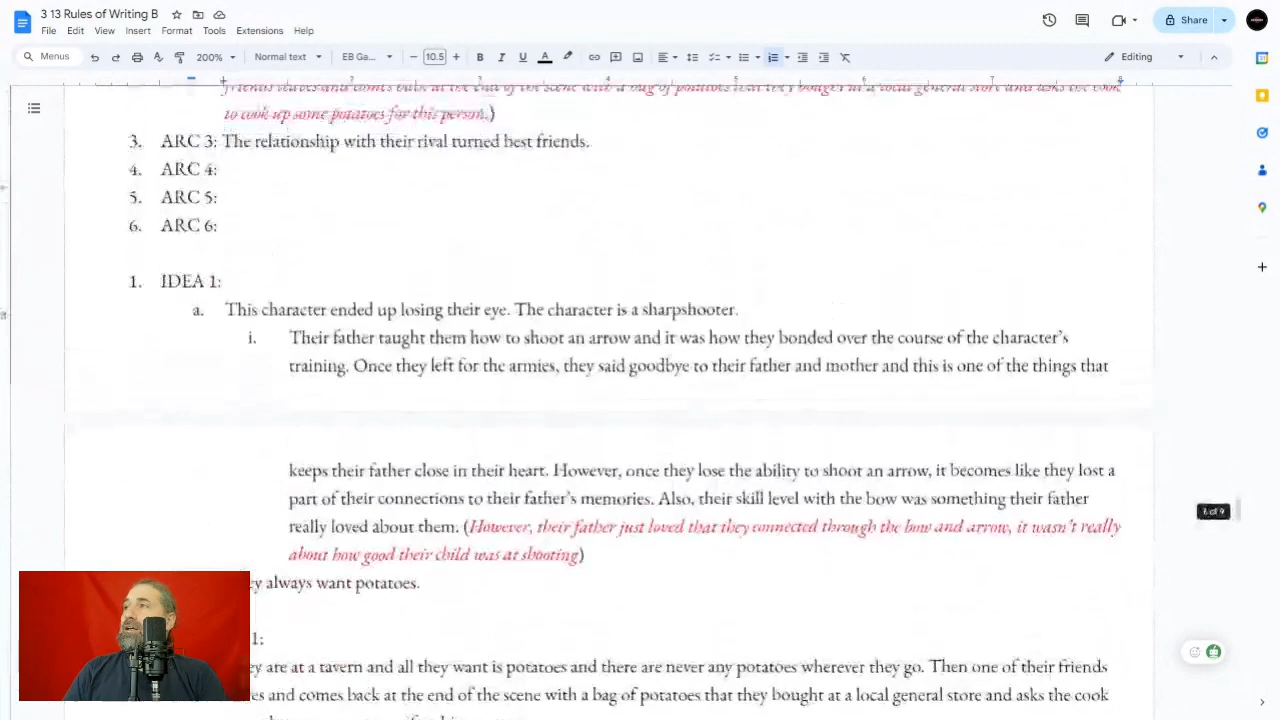 3 13 Rules of Writing B
File Edit View Insert Format Tools Extensions Help
Share
Menus 200% Normal text EB Ga... 10.5 B I U A Editing
2 4 5 6 7
to cook up some potatoes for this person.)
3. ARC 3: The relationship with their rival turned best friends.
4. ARC 4:
5. ARC 5:
6. ARC 6:
1. IDEA 1:
a. This character ended up losing their eye. The character is a sharpshooter.
i. Their father taught them how to shoot an arrow and it was how they bonded over the course of the character's
training. Once they left for the armies, they said goodbye to their father and mother and this is one of the things that
keeps their father close in their heart. However, once they lose the ability to shoot an arrow, it becomes like they lost a
part of their connections to their father's memories. Also, their skill level with the bow was something their father
really loved about them. (However, their father just loved that they connected through the bow and arrow, it wasn't really
about how good their child was at shooting)
always want potatoes.
1:
are at a tavern and all they want is potatoes and there are never any potatoes wherever they go. Then one of their friends
and comes back at the end of the scene with a bag of potatoes that they bought at a local general store and asks the cook